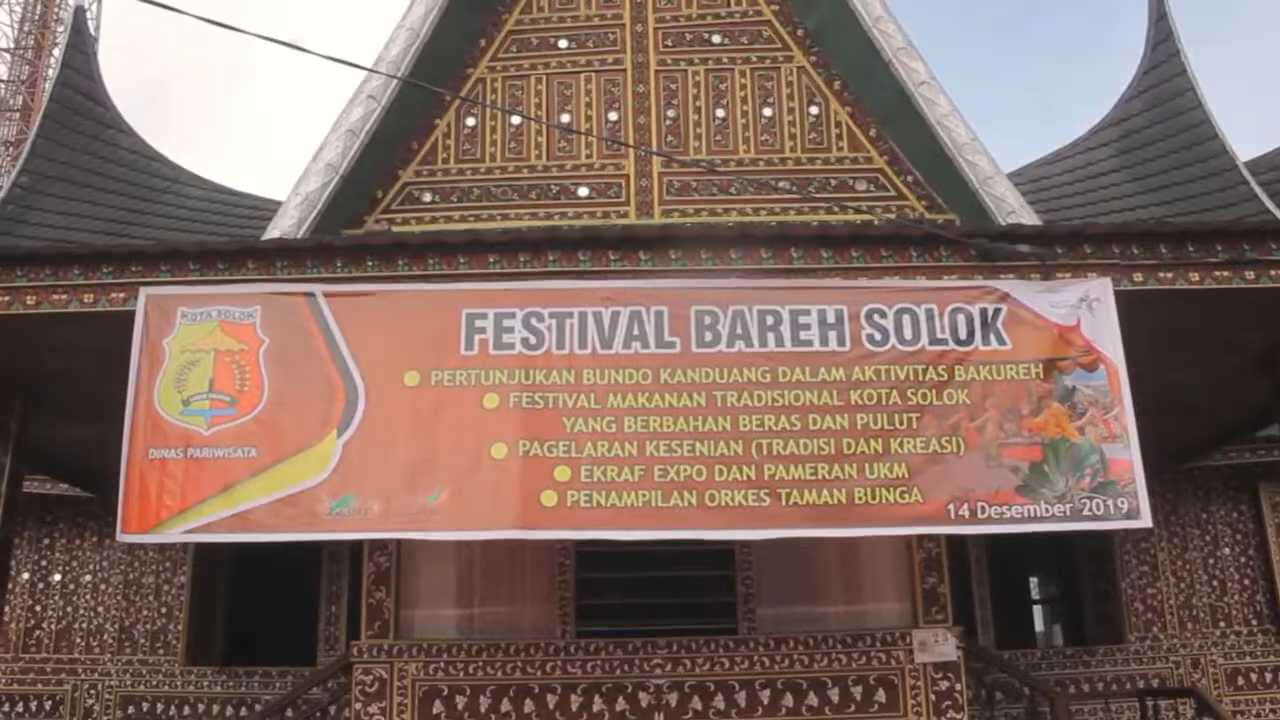 KOTA SOLOK
DINAS PARIWISATA
FESTIVAL BAREH SOLOK
PERTUNJUKAN BUNDO KANDUANG DALAM AKTIVITAS BAKUREH
FESTIVAL MAKANAN TRADISIONAL KOTA SOLOK
YANG BERBAHAN BERAS DAN PULUT
PAGELARAN KESENIAN (TRADISI DAN KREASI)
EKRAF EXPO DAN PAMERAN UKM
PENAMPILAN ORKES TAMAN BUNGA
14 Desember 2019
23